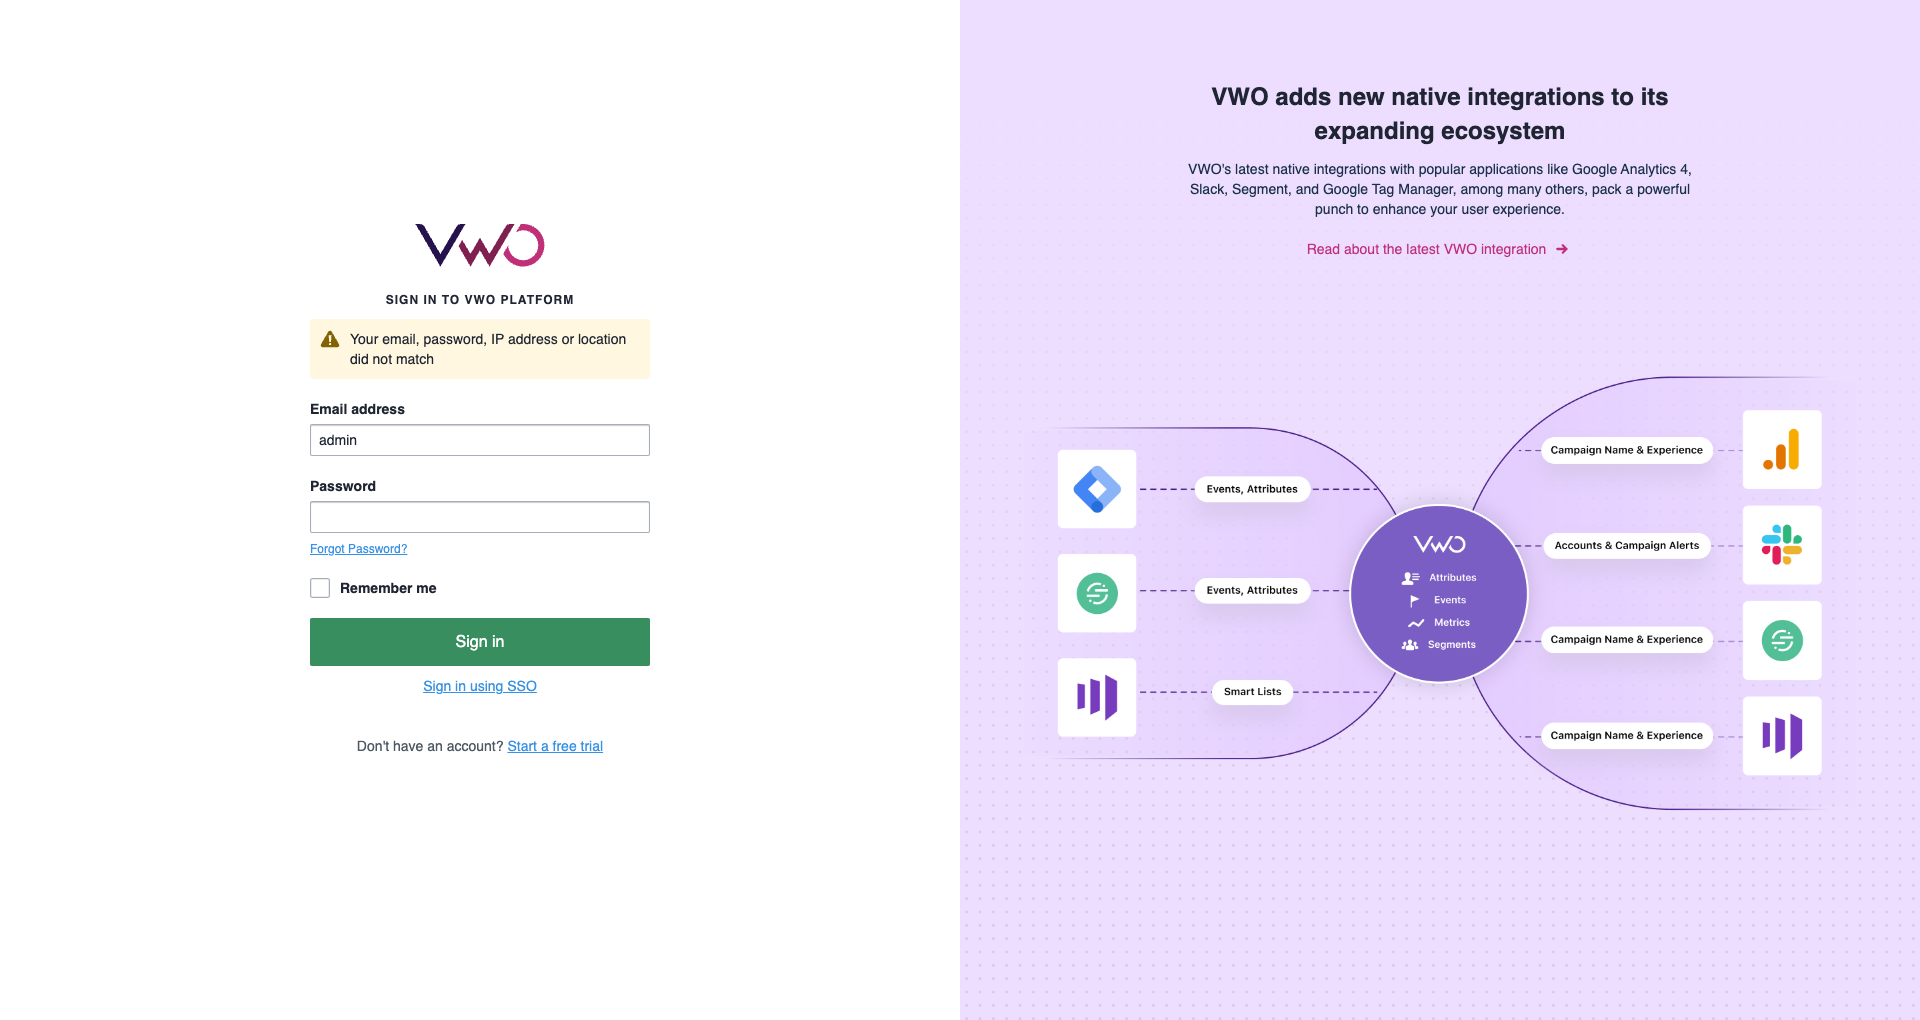 VWO
SIGN IN TO VWO PLATFORM
Your email, password, IP address or location
did not match
Email address
admin
Password
Forgot Password?
Remember me
Sign in
Sign in using SSO
Don't have an account? Start a free trial
VWO adds new native integrations to its
expanding ecosystem
VWO's latest native integrations with popular applications like Google Analytics 4,
Slack, Segment, and Google Tag Manager, among many others, pack a powerful
punch to enhance your user experience.
Read about the latest VWO integration
Events, Attributes
Events, Attributes
Smart Lists
VWO
Attributes
Events
Metrics
Segments
Campaign Name & Experience
Accounts & Campaign Alerts
Campaign Name & Experience
Campaign Name & Experience